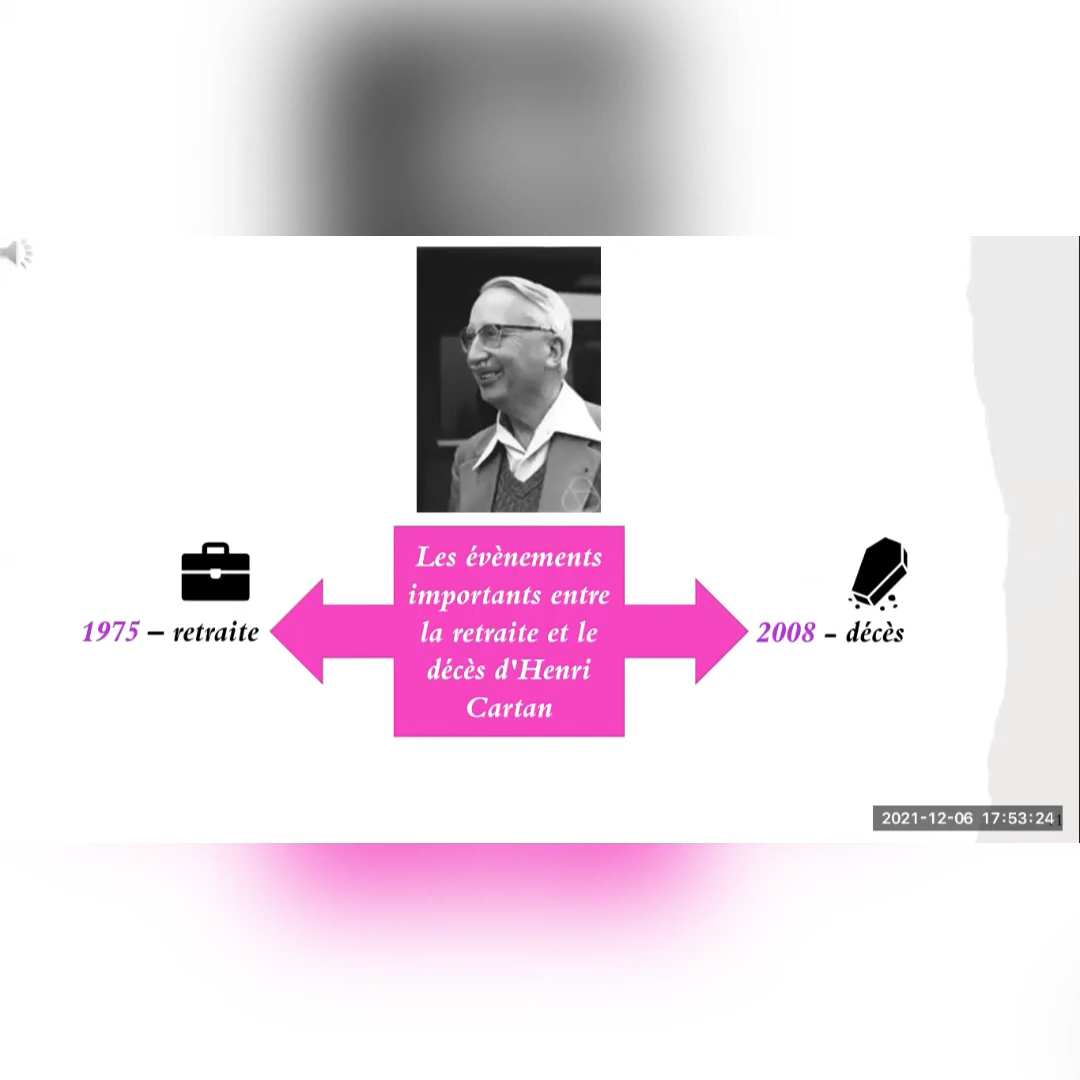 Les évènements
importants entre
la retraite et le
décès d'Henri
Cartan
1975 – retraite
2008 – décès
2021-12-06 17:53:24